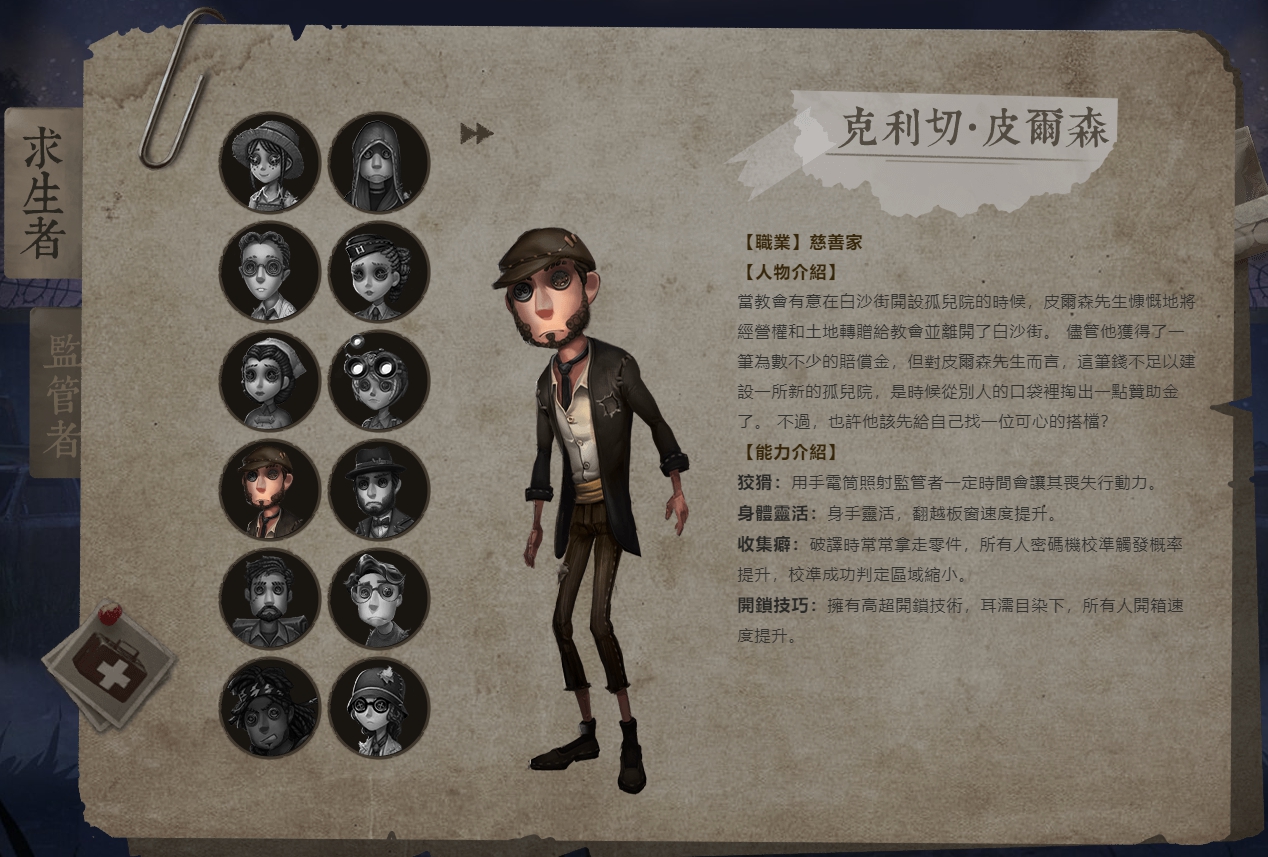 求生者
監管者
克利切·皮爾森
【職業】慈善家
【人物介紹】
當教會有意在白沙街開設孤兒院的時候，皮爾森先生慷慨地將
經營權和土地轉贈給教會並離開了白沙街。 儘管他獲得了一
筆為數不少的賠償金，但對皮爾森先生而言，這筆錢不足以建
設一所新的孤兒院，是時候從別人的口袋裡掏出一點贊助金
了。 不過，也許他該先給自己找一位可心的搭檔?
【能力介紹】
狡猾：用手電筒照射監管者一定時間會讓其喪失行動力。
身體靈活：身手靈活，翻越板窗速度提升。
收集癖：破譯時常常拿走零件，所有人密碼機校準觸發概率
提升，校準成功判定區域縮小。
開鎖技巧：擁有高超開鎖技術，耳濡目染下，所有人開箱速
度提升。